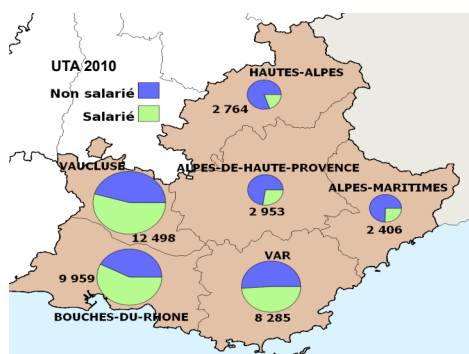 UTA 2010
Non salarié
Salarié
HAUTES-ALPES
2 764
VAUCLUSE
12 498
ALPES-DE-HAUTE-PROVENCE
2 953
ALPES-MARITIMES
2 406
9 959
BOUCHES-DU-RHONE
VAR
8 285